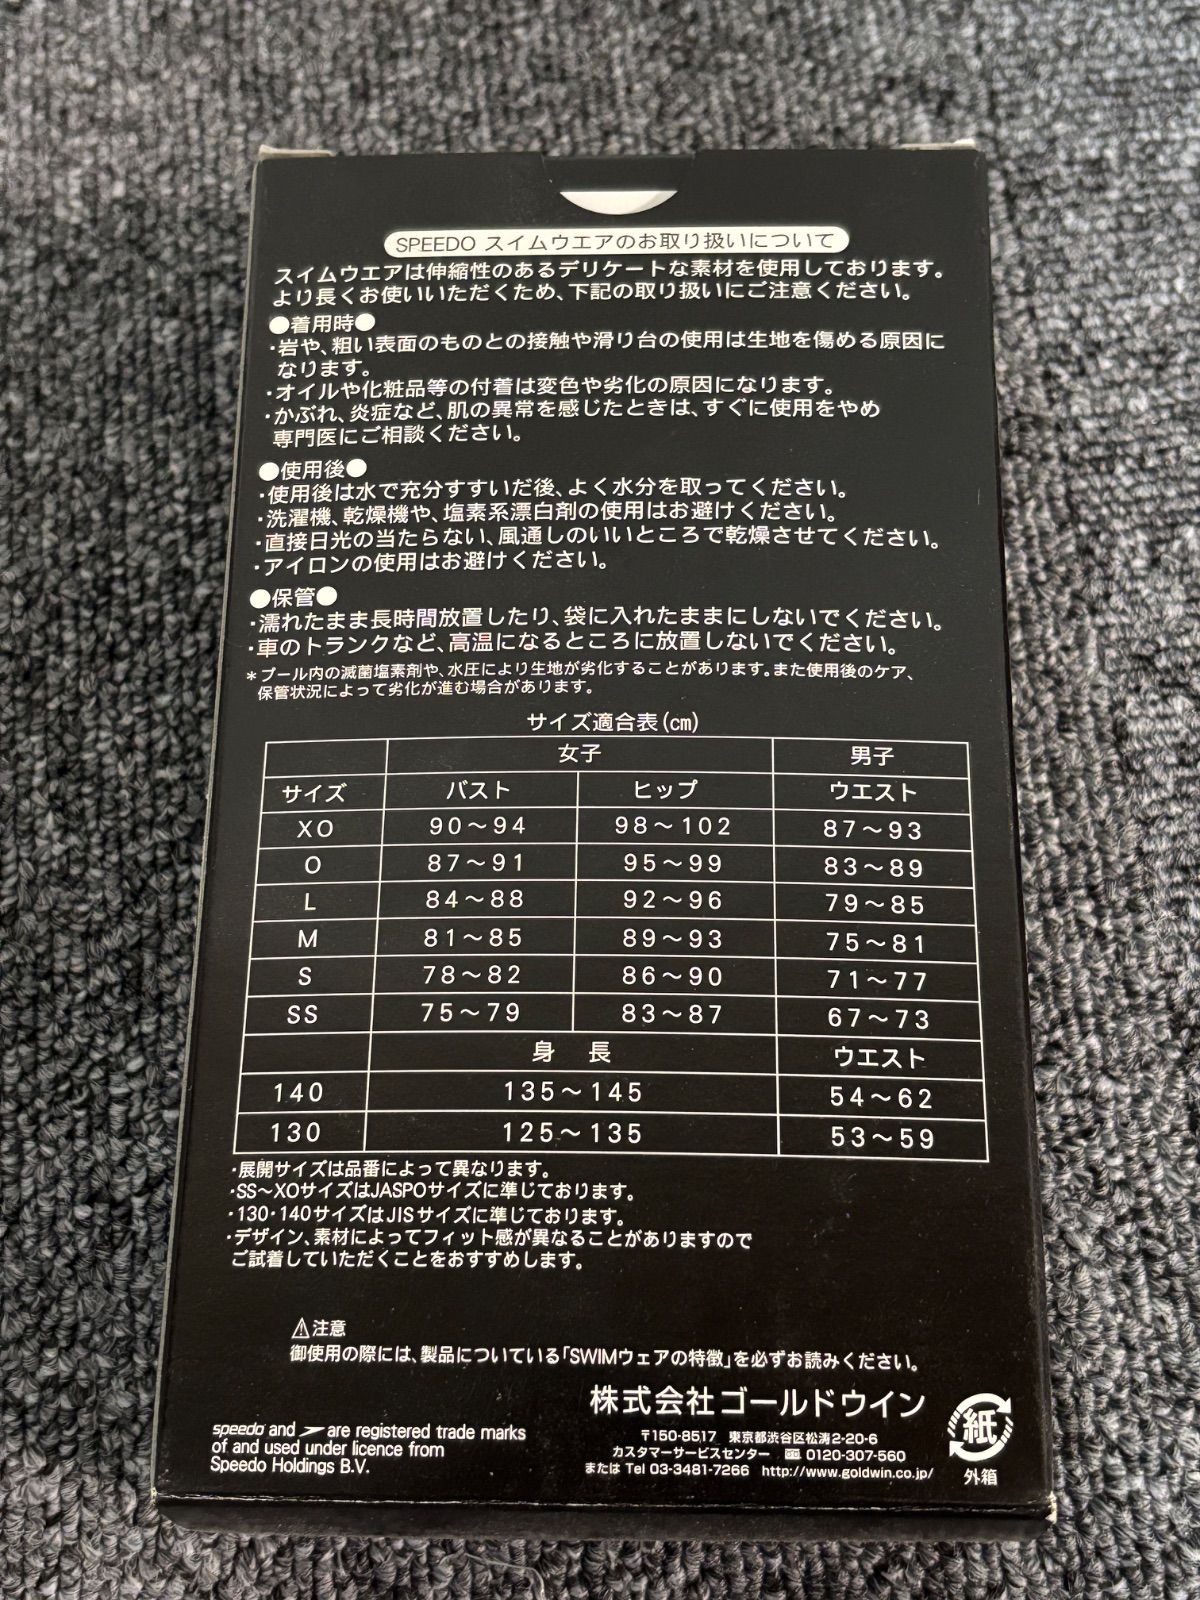 SPEEDO スイムウエアのお取り扱いについて
スイムウエアは伸縮性のあるデリケートな素材を使用しております。
より長くお使いいただくため、下記の取り扱いにご注意ください。
●着用時●
・岩や、粗い表面のものとの接触や滑り台の使用は生地を傷める原因に
なります。
・オイルや化粧品等の付着は変色や劣化の原因になります。
・かぶれ、炎症など、肌の異常を感じたときは、すぐに使用をやめ
専門医にご相談ください。
●使用後●
・使用後は水で充分すすいだ後、よく水分を取ってください。
・洗濯機、乾燥機や、塩素系漂白剤の使用はお避けください。
・直接日光の当たらない、風通しのいいところで乾燥させてください。
・アイロンの使用はお避けください。
●保管●
・濡れたまま長時間放置したり、袋に入れたままにしないでください。
・車のトランクなど、高温になるところに放置しないでください。
＊プール内の滅菌塩素剤や、水圧により生地が劣化することがあります。また使用後のケア、
保管状況によって劣化が進む場合があります。
サイズ適合表(cm)
女子 男子
サイズ バスト ヒップ ウエスト
XO 90～94 98～102 87～93
O 87～91 95～99 83～89
L 84～88 92～96 79～85
M 81～85 89～93 75～81
S 78～82 86～90 71～77
SS 75～79 83～87 67～73
身 長 ウエスト
140 135～145 54～62
130 125～135 53～59
・展開サイズは品番によって異なります。
・SS～XOサイズはJASPOサイズに準じております。
・130・140サイズはJISサイズに準じております。
・デザイン、素材によってフィット感が異なることがありますので
ご試着していただくことをおすすめします。
⚠注意
御使用の際には、製品についている「SWIMウェアの特徴」を必ずお読みください。
株式会社ゴールドウイン
〒150-8517 東京都渋谷区松濤2-20-6
カスタマーサービスセンター 0120-307-560
または Tel 03-3481-7266 http://www.goldwin.co.jp/
speedo and are registered trade marks
of and used under licence from
Speedo Holdings B.V.
紙
外箱